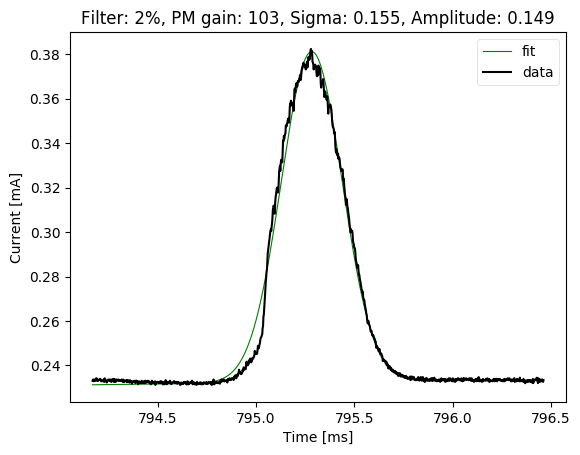 Filter: 2%, PM gain: 103, Sigma: 0.155, Amplitude: 0.149
fit
data
0.38
0.36
0.34
0.32
0.30
0.28
0.26
0.24
Current [mA]
794.5
795.0
795.5
796.0
796.5
Time [ms]